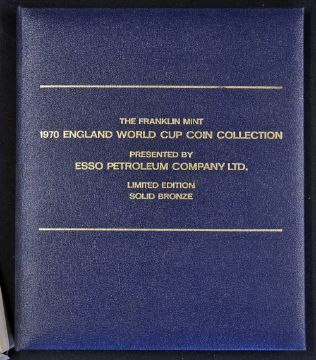 THE FRANKLIN MINT
1970 ENGLAND WORLD CUP COIN COLLECTION
PRESENTED BY
ESSO PETROLEUM COMPANY LTD.
LIMITED EDITION
SOLID BRONZE